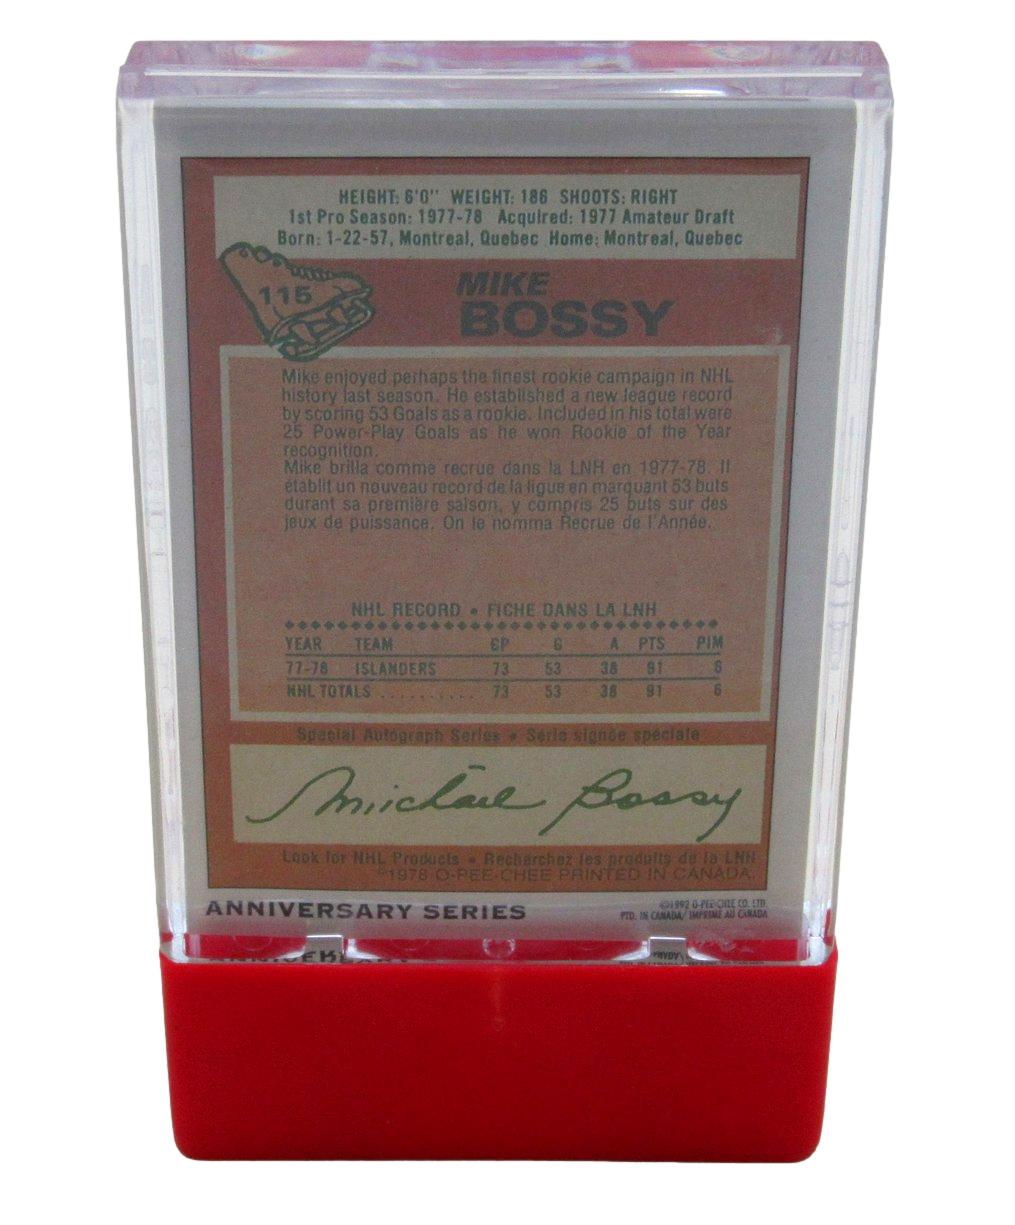 HEIGHT: 6'0'' WEIGHT: 186 SHOOTS: RIGHT
1st Pro Season: 1977-78 Acquired: 1977 Amateur Draft
Born: 1-22-57, Montreal, Quebec Home: Montreal, Quebec
115
MIKE
BOSSY
Mike enjoyed perhaps the finest rookie campaign in NHL
history last season. He established a new league record
by scoring 53 Goals as a rookie. Included in his total were
25 Power-Play Goals as he won Rookie of the Year
recognition.
Mike brilla comme recrue dans la LNH en 1977-78. Il
établit un nouveau record de la ligue en marquant 53 buts
durant sa première saison, y compris 25 buts sur des
jeux de puissance. On le nomma Recrue de l'Année.
NHL RECORD • FICHE DANS LA LNH
YEAR TEAM GP G A PTS PIM
77-78 ISLANDERS 73 53 38 91 6
NHL TOTALS .......... 73 53 38 91 6
Special Autograph Series • Série signée spéciale
Michael Bossy
Look for NHL Products • Recherchez les produits de la LNH
©1978 O-PEE-CHEE PRINTED IN CANADA.
ANNIVERSARY SERIES
©1992 O-PEE-CHEE CO. LTD.
PTD. IN CANADA/IMPRIMÉ AU CANADA